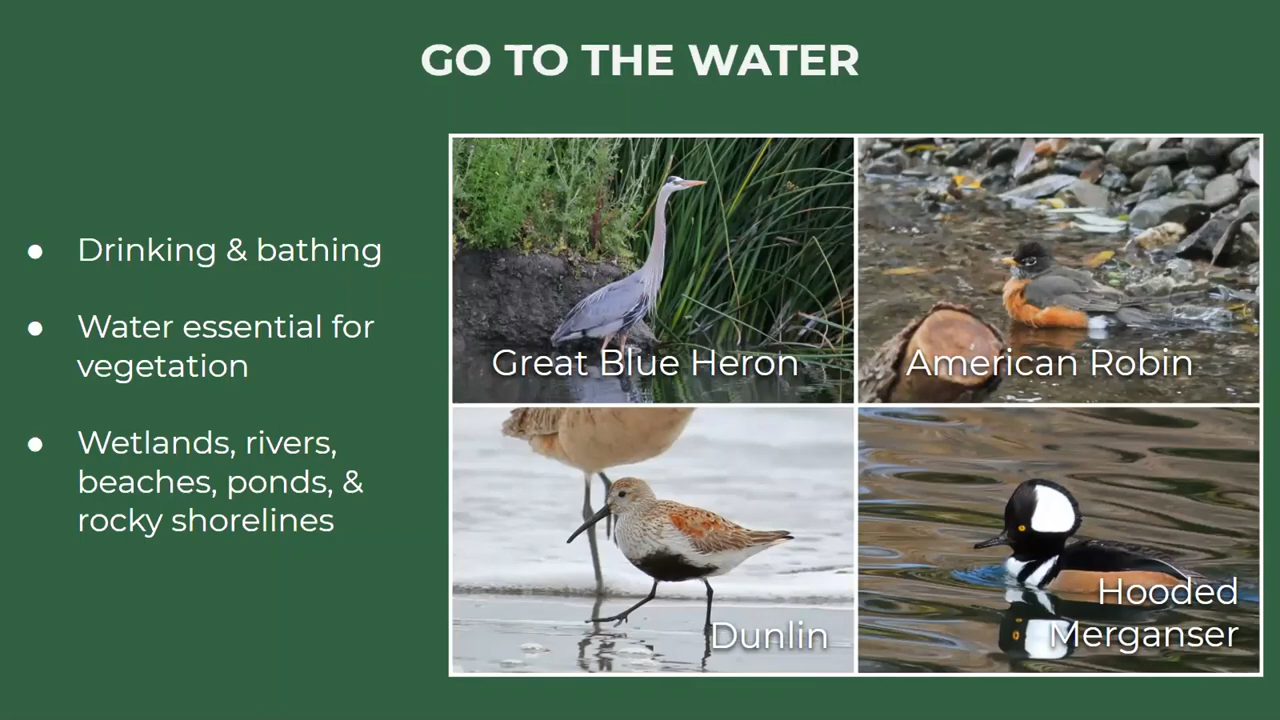 GO TO THE WATER
● Drinking & bathing
● Water essential for
vegetation
● Wetlands, rivers,
beaches, ponds, &
rocky shorelines
Great Blue Heron
American Robin
Dunlin
Hooded
Merganser